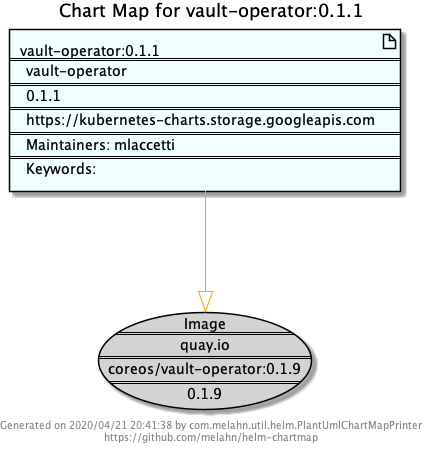 Chart Map for vault-operator:0.1.1
vault-operator:0.1.1
vault-operator
0.1.1
https://kubernetes-charts.storage.googleapis.com
Maintainers: mlaccetti
Keywords:
Image
quay.io
coreos/vault-operator:0.1.9
0.1.9
Generated on 2020/04/21 20:41:38 by com.melahn.util.helm.PlantUmlChartMapPrinter
https://github.com/melahn/helm-chartmap